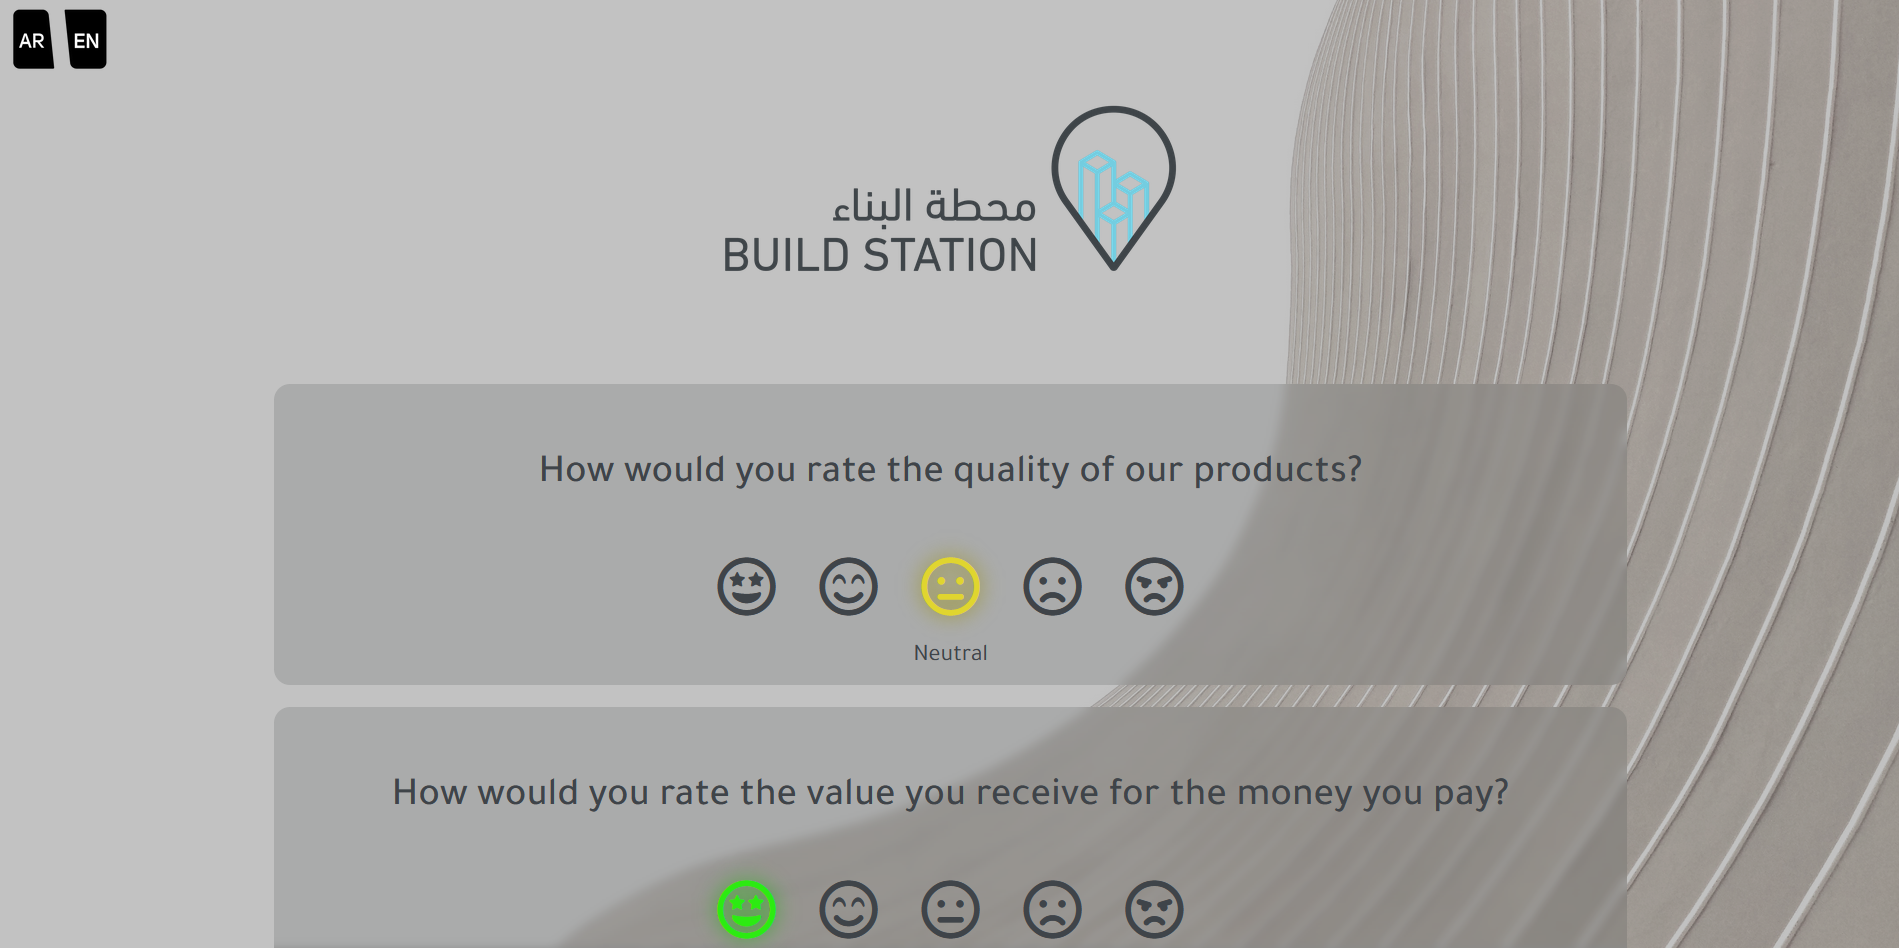 AR EN
محطة البناء
BUILD STATION
How would you rate the quality of our products?
Neutral
How would you rate the value you receive for the money you pay?